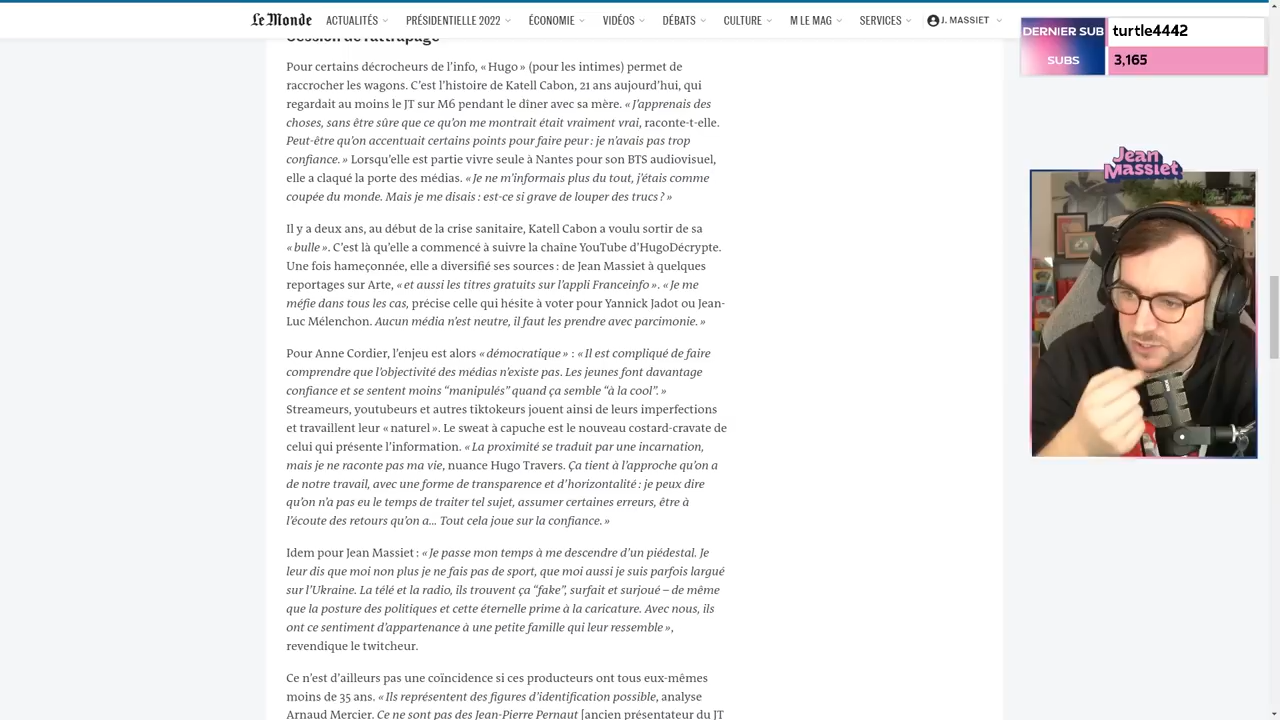 Le Monde
ACTUALITÉS
PRÉSIDENTIELLE 2022
ÉCONOMIE
VIDÉOS
DÉBATS
CULTURE
M LE MAG
SERVICES
J. MASSIET
DERNIER SUB
turtle4442
SUBS
3,165
Jean
Massiet
Session de rattrapage
Pour certains décrocheurs de l’info, « Hugo » (pour les intimes) permet de
raccrocher les wagons. C’est l’histoire de Katell Cabon, 21 ans aujourd’hui, qui
regardait au moins le JT sur M6 pendant le dîner avec sa mère. « J’apprenais des
choses, sans être sûre que ce qu’on me montrait était vraiment vrai, raconte-t-elle.
Peut-être qu’on accentuait certains points pour faire peur : je n’avais pas trop
confiance. » Lorsqu’elle est partie vivre seule à Nantes pour son BTS audiovisuel,
elle a claqué la porte des médias. « Je ne m’informais plus du tout, j’étais comme
coupée du monde. Mais je me disais : est-ce si grave de louper des trucs ? »
Il y a deux ans, au début de la crise sanitaire, Katell Cabon a voulu sortir de sa
« bulle ». C’est là qu’elle a commencé à suivre la chaîne YouTube d’HugoDécrypte.
Une fois hameçonnée, elle a diversifié ses sources : de Jean Massiet à quelques
reportages sur Arte, « et aussi les titres gratuits sur l’appli Franceinfo ». « Je me
méfie dans tous les cas, précise celle qui hésite à voter pour Yannick Jadot ou Jean-
Luc Mélenchon. Aucun média n’est neutre, il faut les prendre avec parcimonie. »
Pour Anne Cordier, l’enjeu est alors « démocratique » : « Il est compliqué de faire
comprendre que l’objectivité des médias n’existe pas. Les jeunes font davantage
confiance et se sentent moins “manipulés” quand ça semble “à la cool”. »
Streameurs, youtubeurs et autres tiktokeurs jouent ainsi de leurs imperfections
et travaillent leur « naturel ». Le sweat à capuche est le nouveau costard-cravate de
celui qui présente l’information. « La proximité se traduit par une incarnation,
mais je ne raconte pas ma vie, nuance Hugo Travers. Ça tient à l’approche qu’on a
de notre travail, avec une forme de transparence et d’horizontalité : je peux dire
qu’on n’a pas eu le temps de traiter tel sujet, assumer certaines erreurs, être à
l’écoute des retours qu’on a… Tout cela joue sur la confiance. »
Idem pour Jean Massiet : « Je passe mon temps à me descendre d’un piédestal. Je
leur dis que moi non plus je ne fais pas de sport, que moi aussi je suis parfois largué
sur l’Ukraine. La télé et la radio, ils trouvent ça “fake”, surfait et surjoué – de même
que la posture des politiques et cette éternelle prime à la caricature. Avec nous, ils
ont ce sentiment d’appartenance à une petite famille qui leur ressemble »,
revendique le twitcheur.
Ce n’est d’ailleurs pas une coïncidence si ces producteurs ont tous eux-mêmes
moins de 35 ans. « Ils représentent des figures d’identification possible, analyse
Arnaud Mercier. Ce ne sont pas des Jean-Pierre Pernaut [ancien présentateur du JT